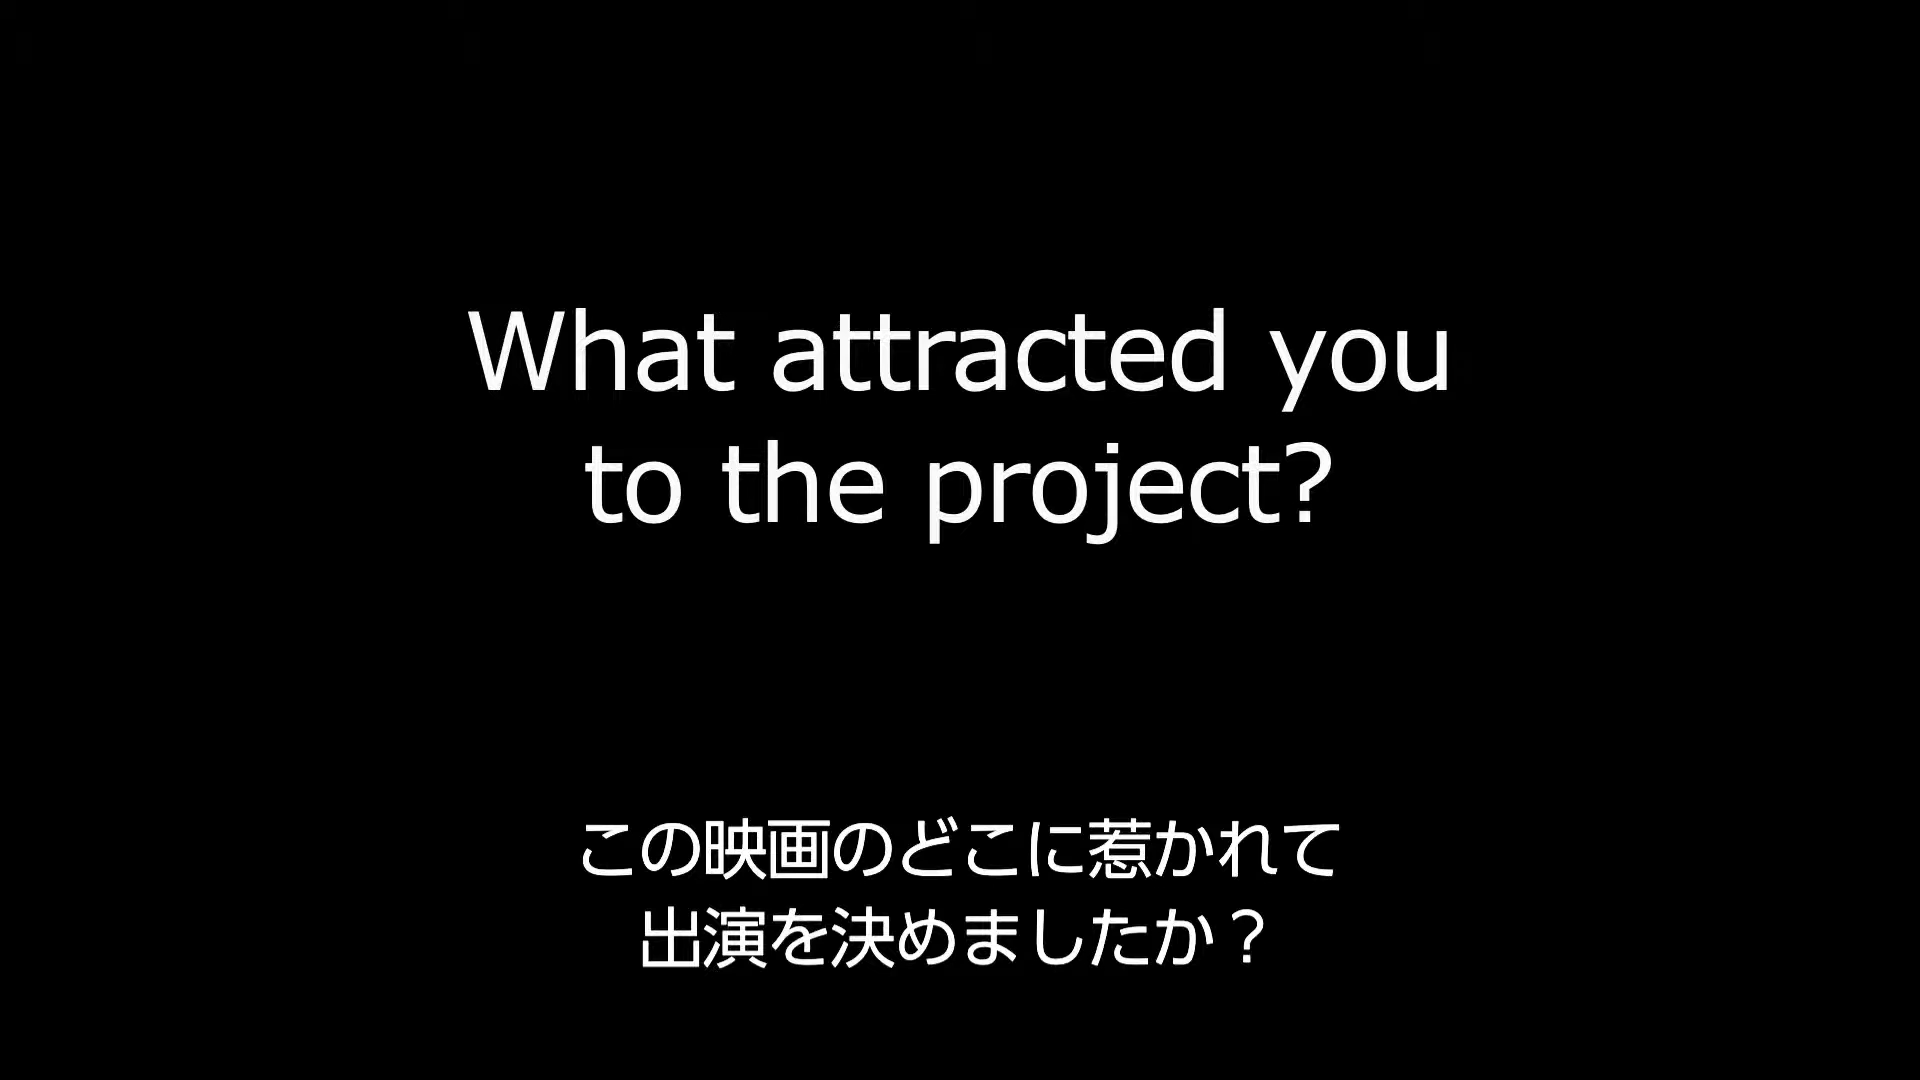 What attracted you
to the project?
この映画のどこに惹かれて
出演を決めましたか？